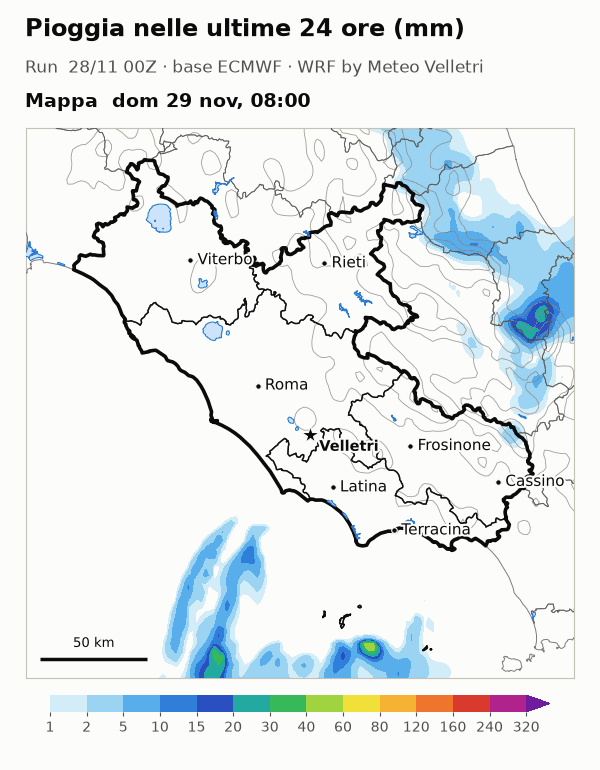 Pioggia nelle ultime 24 ore (mm)
Run  28/11 00Z · base ECMWF · WRF by Meteo Velletri
Mappa  dom 29 nov, 08:00
Viterbo
Rieti
Roma
Velletri
Frosinone
Latina
Cassino
Terracina
50 km
1 2 5 10 15 20 30 40 60 80 120 160 240 320